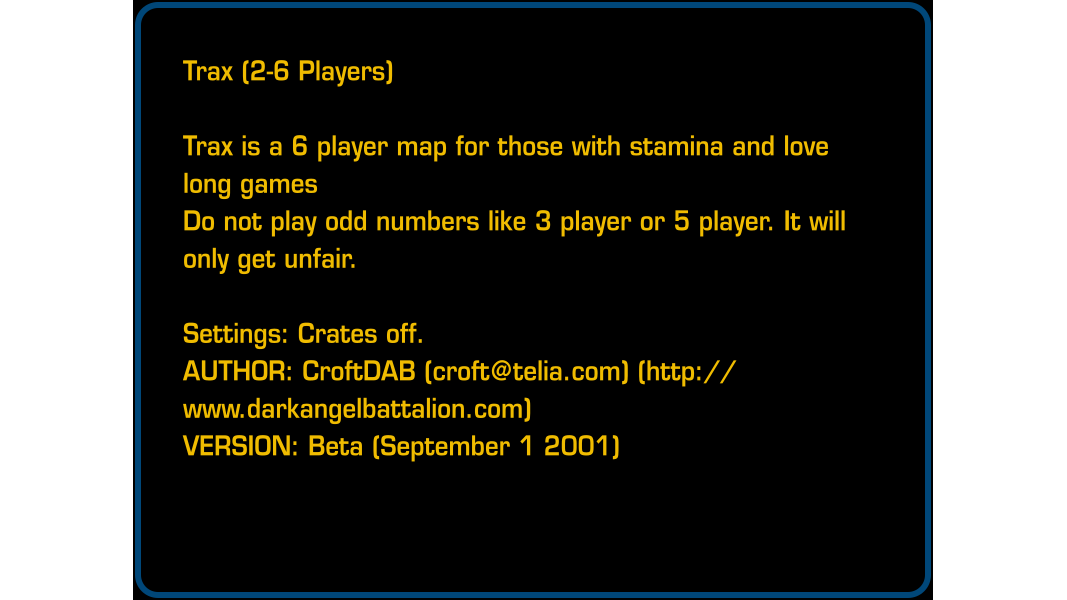 Trax (2-6 Players)
Trax is a 6 player map for those with stamina and love
long games
Do not play odd numbers like 3 player or 5 player. It will
only get unfair.
Settings: Crates off.
AUTHOR: CroftDAB (croft@telia.com) (http://
www.darkangelbattalion.com)
VERSION: Beta (September 1 2001)